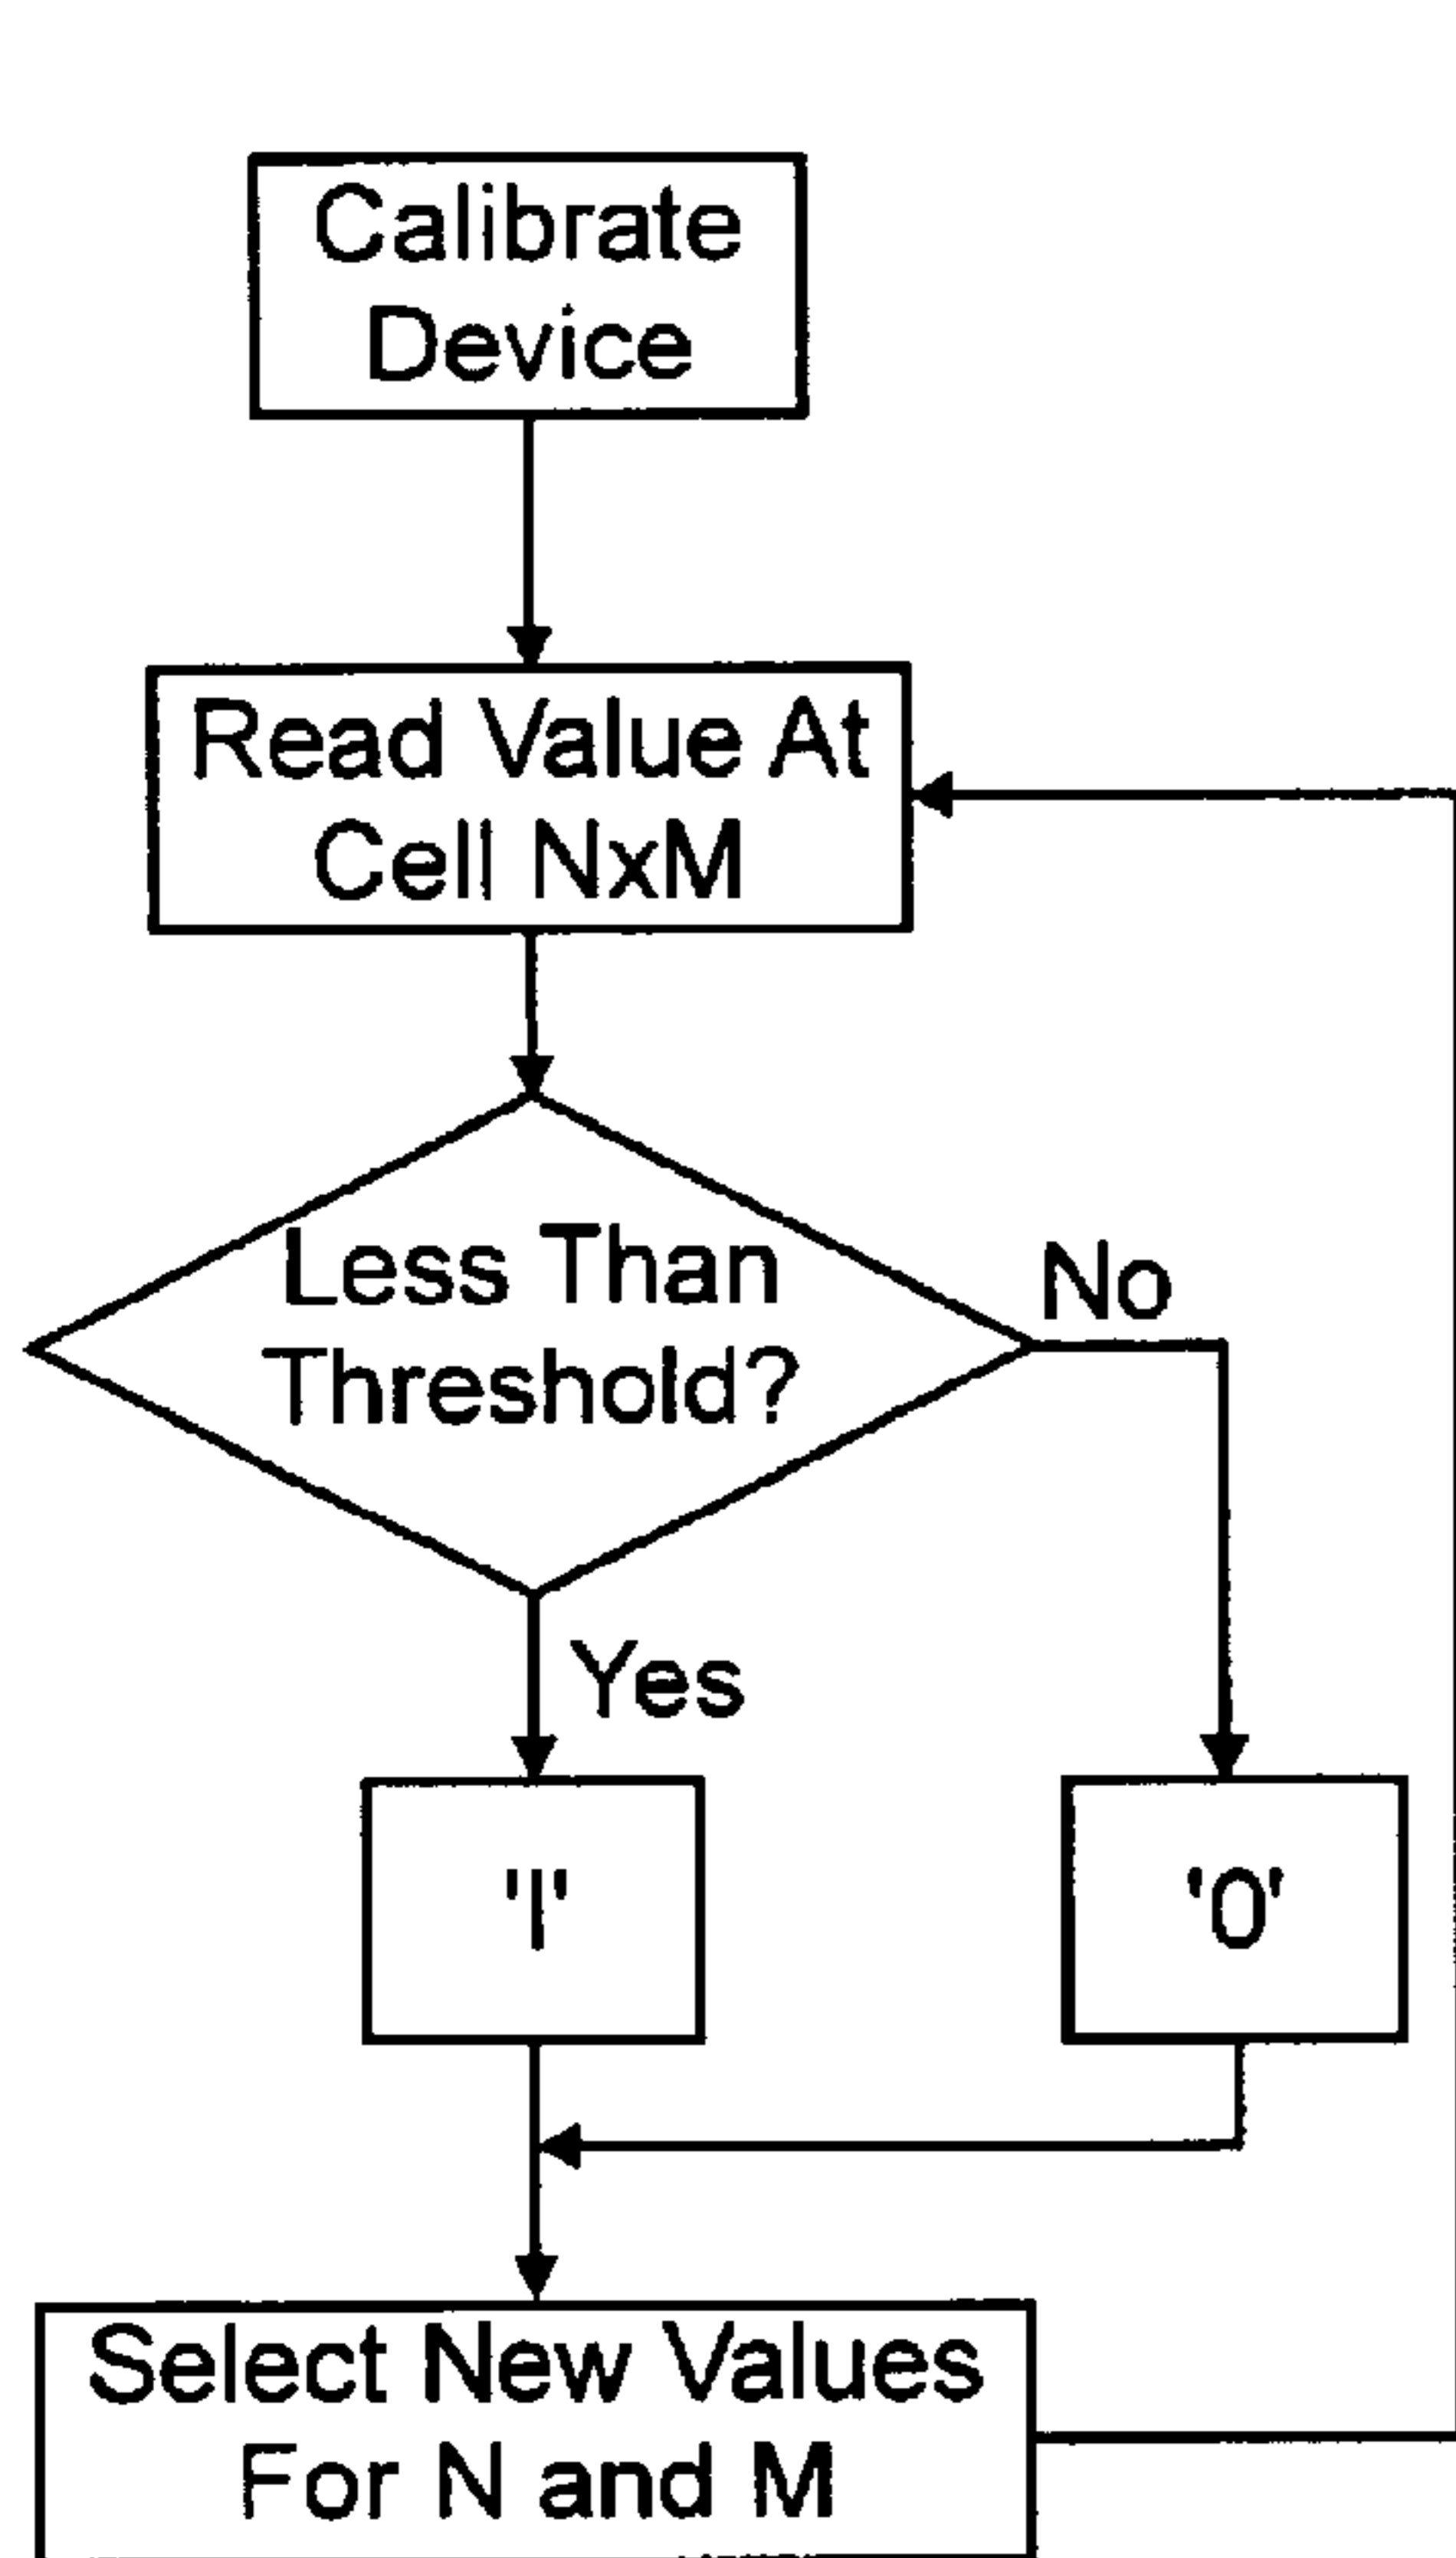 Calibrate
Device
Read Value At
Cell NxM
Less Than
Threshold?
No
Yes
'I'
'0'
Select New Values
For N and M